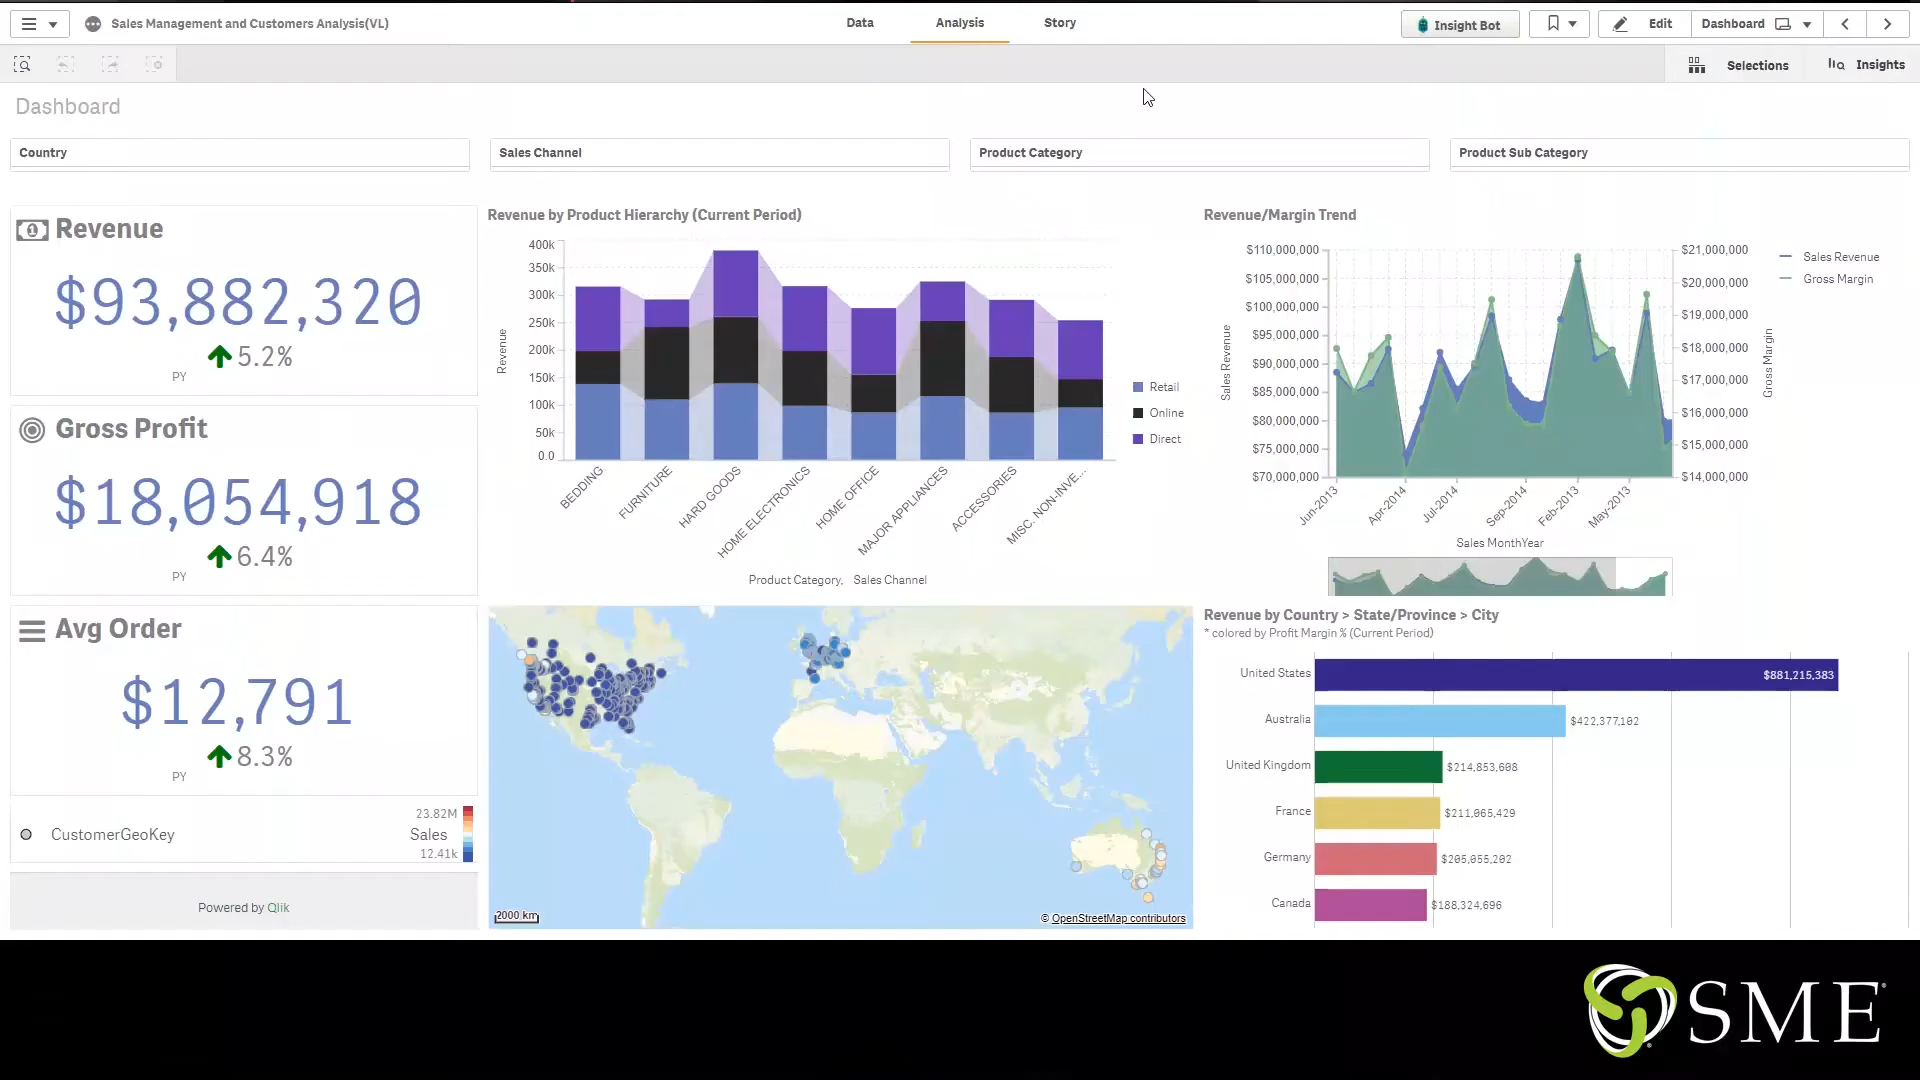 Sales Management and Customers Analysis(VL)
Data
Analysis
Story
Insight Bot
Edit
Dashboard
Selections
Insights
Dashboard
Country
Sales Channel
Product Category
Product Sub Category
Revenue
$93,882,320
5.2%
PY
Gross Profit
$18,054,918
6.4%
PY
Avg Order
$12,791
8.3%
PY
CustomerGeoKey
23.82M
Sales
12.41k
Powered by Qlik
Revenue by Product Hierarchy (Current Period)
Revenue
400k
350k
300k
250k
200k
150k
100k
50k
0.0
BEDDING
FURNITURE
HARD GOODS
HOME ELECTRONICS
HOME OFFICE
MAJOR APPLIANCES
ACCESSORIES
MISC. NON-INVE...
Product Category, Sales Channel
Retail
Online
Direct
2000 km
© OpenStreetMap contributors
Revenue/Margin Trend
Sales Revenue
$110,000,000
$105,000,000
$100,000,000
$95,000,000
$90,000,000
$85,000,000
$80,000,000
$75,000,000
$70,000,000
$21,000,000
$20,000,000
$19,000,000
$18,000,000
$17,000,000
$16,000,000
$15,000,000
$14,000,000
Gross Margin
Sales Revenue
Gross Margin
Jun-2013
Apr-2014
Jul-2014
Sep-2014
Feb-2013
May-2013
Sales MonthYear
Revenue by Country > State/Province > City
* colored by Profit Margin % (Current Period)
United States
$881,215,383
Australia
$422,377,102
United Kingdom
$214,853,608
France
$211,065,429
Germany
$205,055,202
Canada
$188,324,696
SME